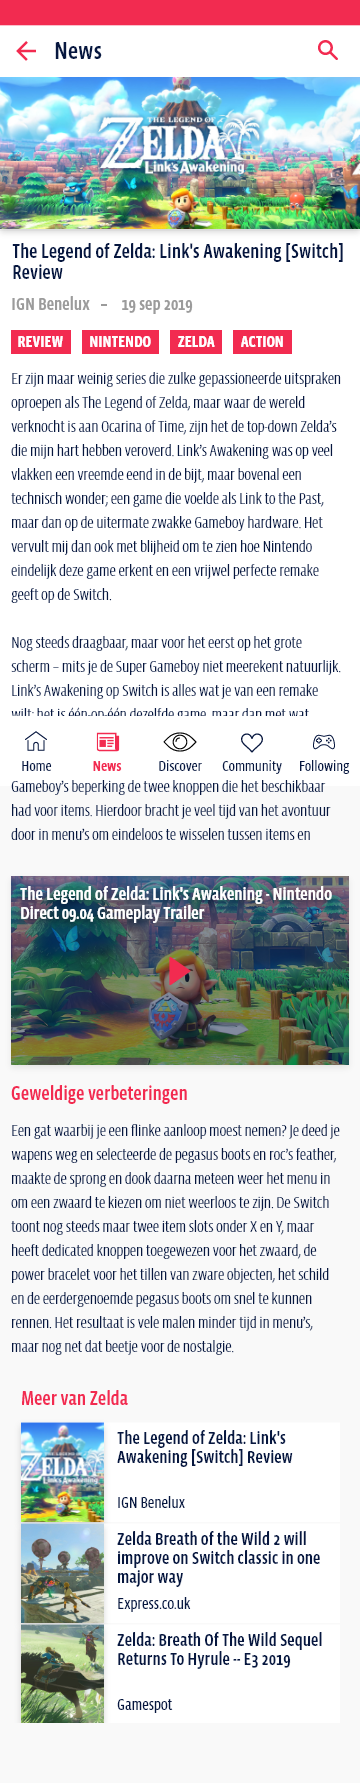 News
THE LEGEND OF
ZELDA
Link's Awakening
The Legend of Zelda: Link's Awakening [Switch]
Review
IGN Benelux – 19 sep 2019
REVIEW NINTENDO ZELDA ACTION
Er zijn maar weinig series die zulke gepassioneerde uitspraken
oproepen als The Legend of Zelda, maar waar de wereld
verknocht is aan Ocarina of Time, zijn het de top-down Zelda's
die mijn hart hebben veroverd. Link's Awakening was op veel
vlakken een vreemde eend in de bijt, maar bovenal een
technisch wonder; een game die voelde als Link to the Past,
maar dan op de uitermate zwakke Gameboy hardware. Het
vervult mij dan ook met blijheid om te zien hoe Nintendo
eindelijk deze game erkent en een vrijwel perfecte remake
geeft op de Switch.
Nog steeds draagbaar, maar voor het eerst op het grote
scherm – mits je de Super Gameboy niet meerekent natuurlijk.
Link's Awakening op Switch is alles wat je van een remake
wilt: het is één-op-één dezelfde game, maar dan met wat
Home News Discover Community Following
Gameboy's beperking de twee knoppen die het beschikbaar
had voor items. Hierdoor bracht je veel tijd van het avontuur
door in menu's om eindeloos te wisselen tussen items en
The Legend of Zelda: Link's Awakening - Nintendo
Direct 09.04 Gameplay Trailer
Geweldige verbeteringen
Een gat waarbij je een flinke aanloop moest nemen? Je deed je
wapens weg en selecteerde de pegasus boots en roc's feather,
maakte de sprong en dook daarna meteen weer het menu in
om een zwaard te kiezen om niet weerloos te zijn. De Switch
toont nog steeds maar twee item slots onder X en Y, maar
heeft dedicated knoppen toegewezen voor het zwaard, de
power bracelet voor het tillen van zware objecten, het schild
en de eerdergenoemde pegasus boots om snel te kunnen
rennen. Het resultaat is vele malen minder tijd in menu's,
maar nog net dat beetje voor de nostalgie.
Meer van Zelda
ZELDA
The Legend of Zelda: Link's
Awakening [Switch] Review
IGN Benelux
Zelda Breath of the Wild 2 will
improve on Switch classic in one
major way
Express.co.uk
Zelda: Breath Of The Wild Sequel
Returns To Hyrule -- E3 2019
Gamespot